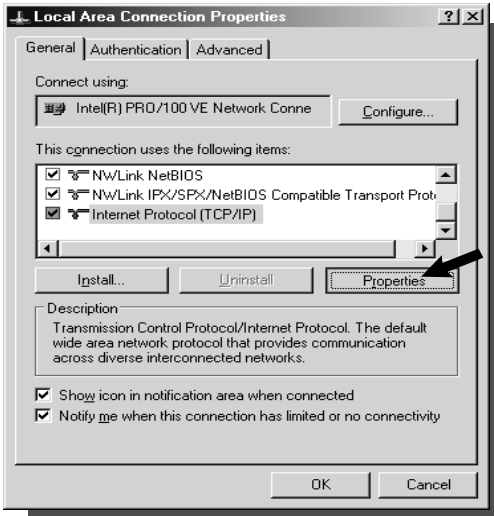 Local Area Connection Properties
General Authentication Advanced
Connect using:
Intel(R) PRO/100 VE Network Conne
Configure...
This connection uses the following items:
NWLink NetBIOS
NWLink IPX/SPX/NetBIOS Compatible Transport Prot
Internet Protocol (TCP/IP)
Install... Uninstall Properties
Description
Transmission Control Protocol/Internet Protocol. The default
wide area network protocol that provides communication
across diverse interconnected networks.
Show icon in notification area when connected
Notify me when this connection has limited or no connectivity
OK Cancel